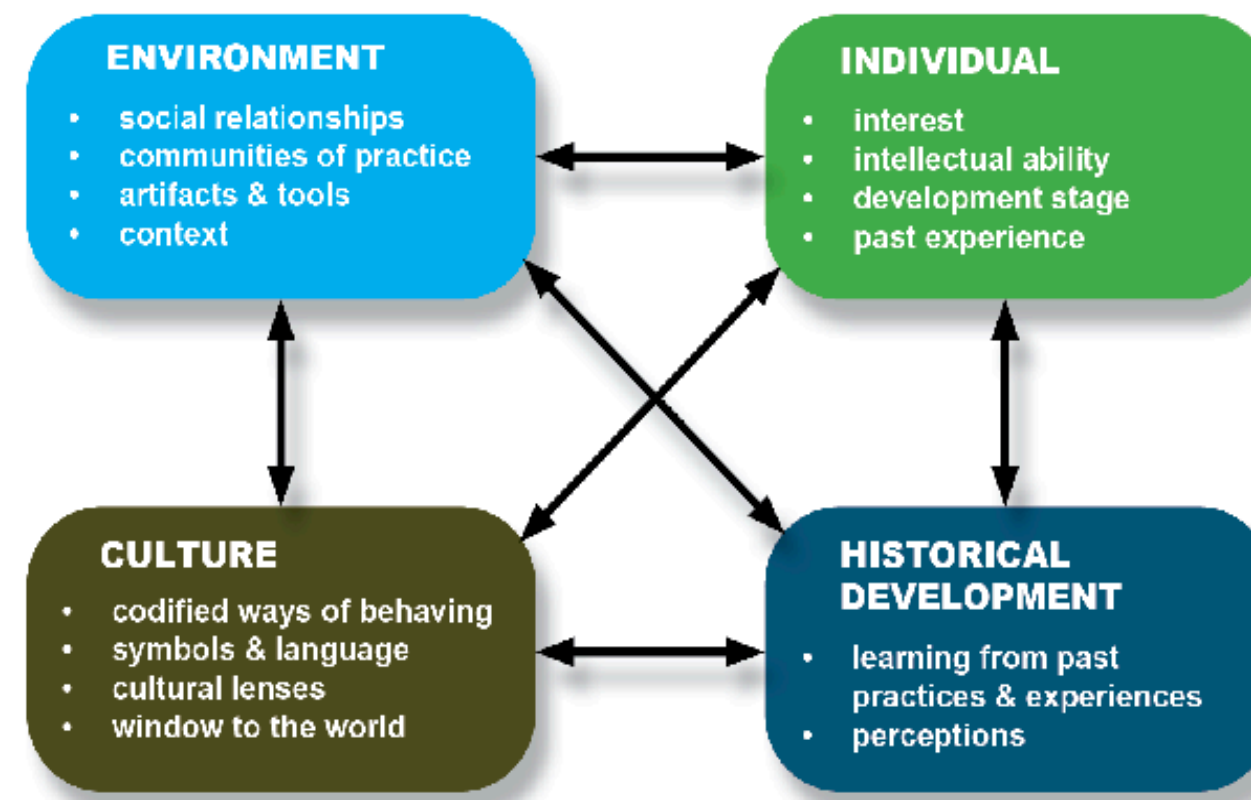 ENVIRONMENT
• social relationships
• communities of practice
• artifacts & tools
• context
INDIVIDUAL
• interest
• intellectual ability
• development stage
• past experience
CULTURE
• codified ways of behaving
• symbols & language
• cultural lenses
• window to the world
HISTORICAL
DEVELOPMENT
• learning from past
practices & experiences
• perceptions